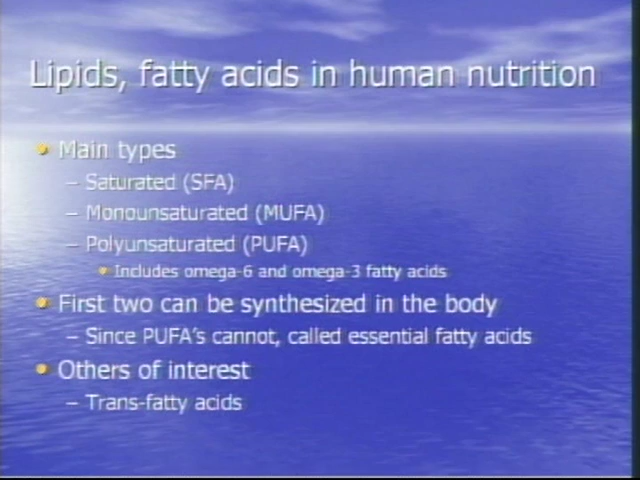 Lipids, fatty acids in human nutrition
• Main types
– Saturated (SFA)
– Monounsaturated (MUFA)
– Polyunsaturated (PUFA)
• Includes omega-6 and omega-3 fatty acids
• First two can be synthesized in the body
– Since PUFA's cannot, called essential fatty acids
• Others of interest
– Trans-fatty acids